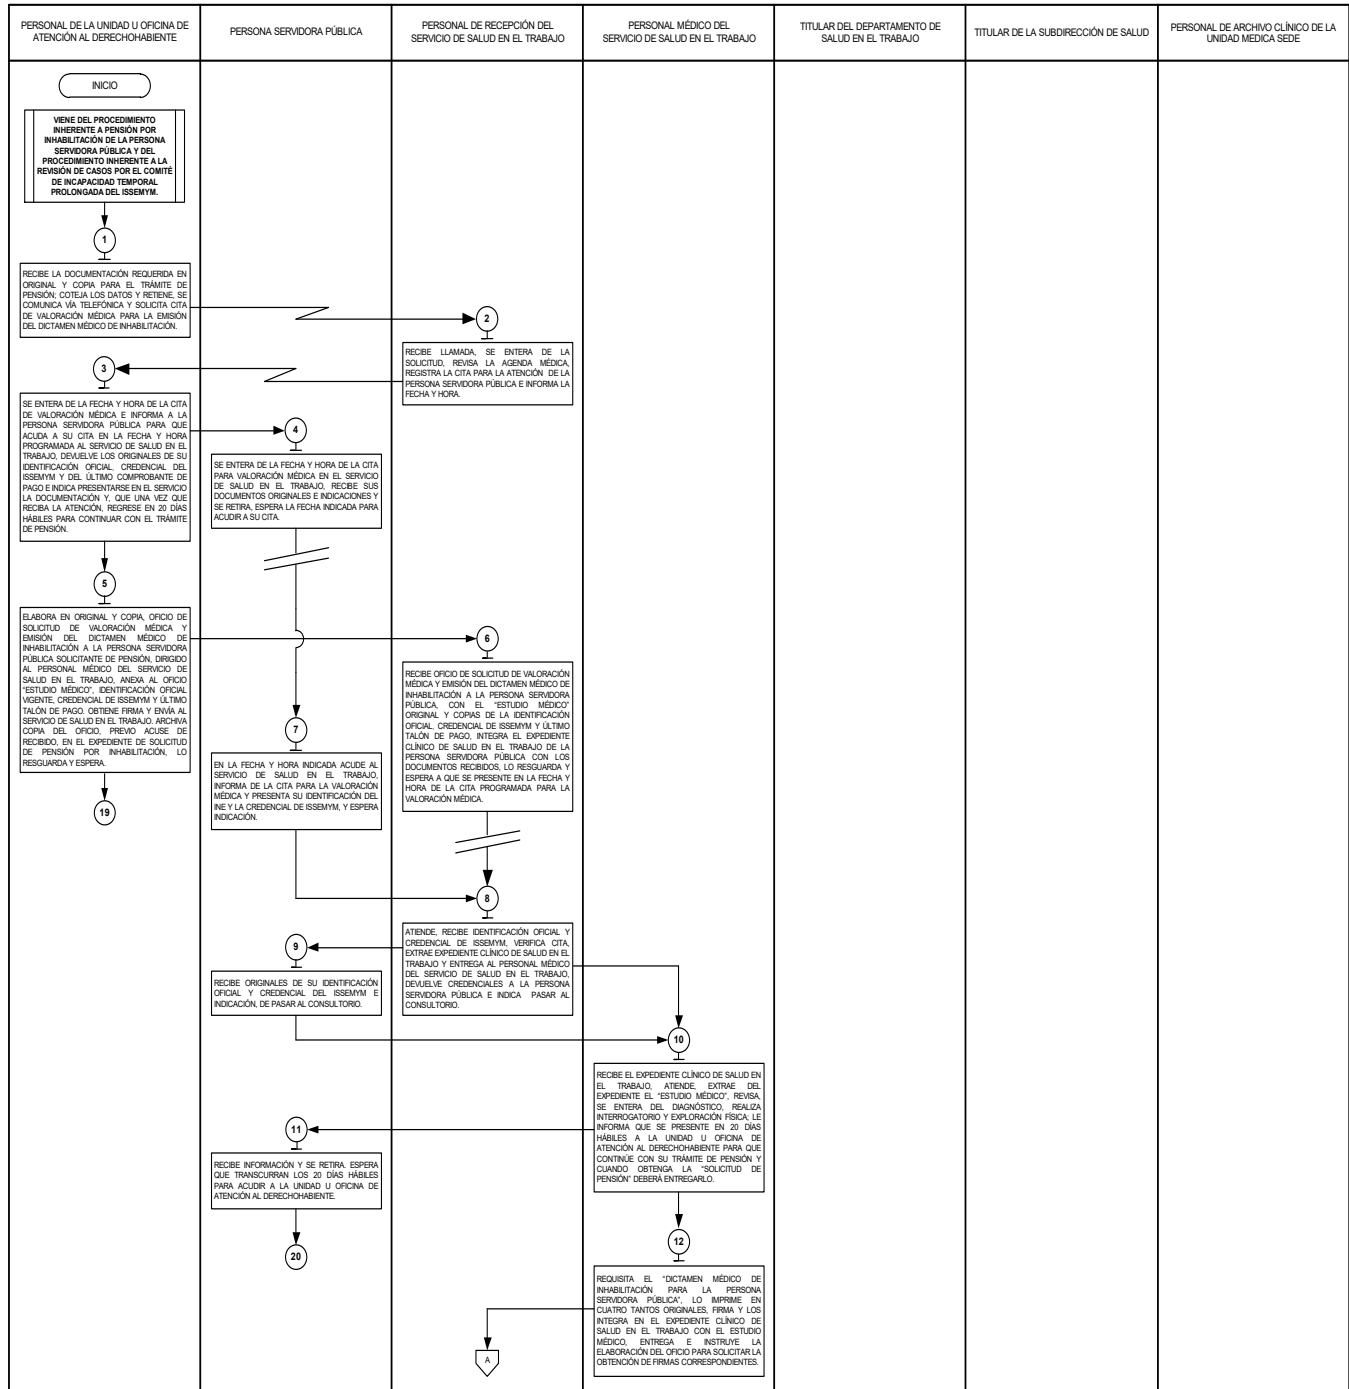 PERSONAL DE LA UNIDAD U OFICINA DE
ATENCIÓN AL DERECHOHABIENTE
PERSONA SERVIDORA PÚBLICA
PERSONAL DE RECEPCIÓN DEL
SERVICIO DE SALUD EN EL TRABAJO
PERSONAL MÉDICO DEL
SERVICIO DE SALUD EN EL TRABAJO
TITULAR DEL DEPARTAMENTO DE
SALUD EN EL TRABAJO
TITULAR DE LA SUBDIRECCIÓN DE SALUD
PERSONAL DE ARCHIVO CLÍNICO DE LA
UNIDAD MEDICA SEDE
INICIO
VIENE DEL PROCEDIMIENTO
INHERENTE A PENSIÓN POR
INHABILITACIÓN DE LA PERSONA
SERVIDORA PÚBLICA Y DEL
PROCEDIMIENTO INHERENTE A LA
REVISIÓN DE CASOS POR EL COMITÉ
DE INCAPACIDAD TEMPORAL
PROLONGADA DEL ISSEMYM.
1
RECIBE LA DOCUMENTACIÓN REQUERIDA EN
ORIGINAL Y COPIA PARA EL TRÁMITE DE
PENSIÓN; COTEJA LOS DATOS Y RETIENE, SE
COMUNICA VÍA TELEFÓNICA Y SOLICITA CITA
DE VALORACIÓN MÉDICA PARA LA EMISIÓN
DEL DICTAMEN MÉDICO DE INHABILITACIÓN.
2
RECIBE LLAMADA, SE ENTERA DE LA
SOLICITUD, REVISA LA AGENDA MÉDICA,
REGISTRA LA CITA PARA LA ATENCIÓN DE LA
PERSONA SERVIDORA PÚBLICA E INFORMA LA
FECHA Y HORA.
3
SE ENTERA DE LA FECHA Y HORA DE LA CITA
DE VALORACIÓN MÉDICA E INFORMA A LA
PERSONA SERVIDORA PÚBLICA PARA QUE
ACUDA A SU CITA EN LA FECHA Y HORA
PROGRAMADA AL SERVICIO DE SALUD EN EL
TRABAJO, DEVUELVE LOS ORIGINALES DE SU
IDENTIFICACIÓN OFICIAL, CREDENCIAL DEL
ISSEMYM Y DEL ÚLTIMO COMPROBANTE DE
PAGO E INDICA PRESENTARSE EN EL SERVICIO
LA DOCUMENTACIÓN Y, QUE UNA VEZ QUE
RECIBA LA ATENCIÓN, REGRESE EN 20 DÍAS
HÁBILES PARA CONTINUAR CON EL TRÁMITE
DE PENSIÓN.
4
SE ENTERA DE LA FECHA Y HORA DE LA CITA
PARA VALORACIÓN MÉDICA EN EL SERVICIO
DE SALUD EN EL TRABAJO, RECIBE SUS
DOCUMENTOS ORIGINALES E INDICACIONES Y
SE RETIRA, ESPERA LA FECHA INDICADA PARA
ACUDIR A SU CITA.
5
ELABORA EN ORIGINAL Y COPIA, OFICIO DE
SOLICITUD DE VALORACIÓN MÉDICA Y
EMISIÓN DEL DICTAMEN MÉDICO DE
INHABILITACIÓN A LA PERSONA SERVIDORA
PÚBLICA SOLICITANTE DE PENSIÓN, DIRIGIDO
AL PERSONAL MÉDICO DEL SERVICIO DE
SALUD EN EL TRABAJO, ANEXA AL OFICIO
"ESTUDIO MÉDICO", IDENTIFICACIÓN OFICIAL
VIGENTE, CREDENCIAL DE ISSEMYM Y ÚLTIMO
TALÓN DE PAGO. OBTIENE FIRMA Y ENVÍA AL
SERVICIO DE SALUD EN EL TRABAJO. ARCHIVA
COPIA DEL OFICIO, PREVIO ACUSE DE
RECIBIDO, EN EL EXPEDIENTE DE SOLICITUD
DE PENSIÓN POR INHABILITACIÓN, LO
RESGUARDA Y ESPERA.
19
6
RECIBE OFICIO DE SOLICITUD DE VALORACIÓN
MÉDICA Y EMISIÓN DEL DICTAMEN MÉDICO DE
INHABILITACIÓN A LA PERSONA SERVIDORA
PÚBLICA, CON EL "ESTUDIO MÉDICO"
ORIGINAL Y COPIAS DE LA IDENTIFICACIÓN
OFICIAL, CREDENCIAL DE ISSEMYM Y ÚLTIMO
TALÓN DE PAGO, INTEGRA EL EXPEDIENTE
CLÍNICO DE SALUD EN EL TRABAJO DE LA
PERSONA SERVIDORA PÚBLICA CON LOS
DOCUMENTOS RECIBIDOS, LO RESGUARDA Y
ESPERA A QUE SE PRESENTE EN LA FECHA Y
HORA DE LA CITA PROGRAMADA PARA LA
VALORACIÓN MÉDICA.
7
EN LA FECHA Y HORA INDICADA ACUDE AL
SERVICIO DE SALUD EN EL TRABAJO,
INFORMA DE LA CITA PARA LA VALORACIÓN
MÉDICA Y PRESENTA SU IDENTIFICACIÓN DEL
INE Y LA CREDENCIAL DE ISSEMYM, Y ESPERA
INDICACIÓN.
8
ATIENDE, RECIBE IDENTIFICACIÓN OFICIAL Y
CREDENCIAL DE ISSEMYM, VERIFICA CITA,
EXTRAE EXPEDIENTE CLÍNICO DE SALUD EN EL
TRABAJO Y ENTREGA AL PERSONAL MÉDICO
DEL SERVICIO DE SALUD EN EL TRABAJO,
DEVUELVE CREDENCIALES A LA PERSONA
SERVIDORA PÚBLICA E INDICA PASAR AL
CONSULTORIO.
9
RECIBE ORIGINALES DE SU IDENTIFICACIÓN
OFICIAL Y CREDENCIAL DEL ISSEMYM E
INDICACIÓN, DE PASAR AL CONSULTORIO.
10
RECIBE EL EXPEDIENTE CLÍNICO DE SALUD EN
EL TRABAJO, ATIENDE, EXTRAE DEL
EXPEDIENTE EL "ESTUDIO MÉDICO", REVISA,
SE ENTERA DEL DIAGNÓSTICO, REALIZA
INTERROGATORIO Y EXPLORACIÓN FÍSICA; LE
INFORMA QUE SE PRESENTE EN 20 DÍAS
HÁBILES A LA UNIDAD U OFICINA DE
ATENCIÓN AL DERECHOHABIENTE PARA QUE
CONTINÚE CON SU TRÁMITE DE PENSIÓN Y
CUANDO OBTENGA LA "SOLICITUD DE
PENSIÓN" DEBERÁ ENTREGARLO.
11
RECIBE INFORMACIÓN Y SE RETIRA. ESPERA
QUE TRANSCURRAN LOS 20 DÍAS HÁBILES
PARA ACUDIR A LA UNIDAD U OFICINA DE
ATENCIÓN AL DERECHOHABIENTE.
20
12
REQUISITA EL "DICTAMEN MÉDICO DE
INHABILITACIÓN PARA LA PERSONA
SERVIDORA PÚBLICA", LO IMPRIME EN
CUATRO TANTOS ORIGINALES, FIRMA Y LOS
INTEGRA EN EL EXPEDIENTE CLÍNICO DE
SALUD EN EL TRABAJO CON EL ESTUDIO
MÉDICO, ENTREGA E INSTRUYE LA
ELABORACIÓN DEL OFICIO PARA SOLICITAR LA
OBTENCIÓN DE FIRMAS CORRESPONDIENTES.
A